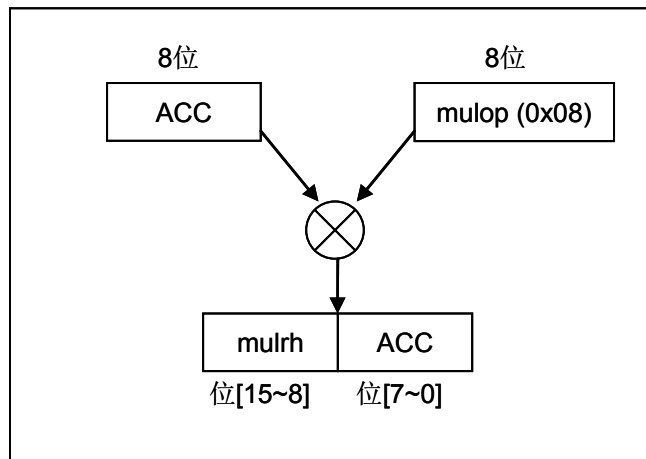 8位 8位
ACC mulop (0x08)
mulrh ACC
位[15~8] 位[7~0]